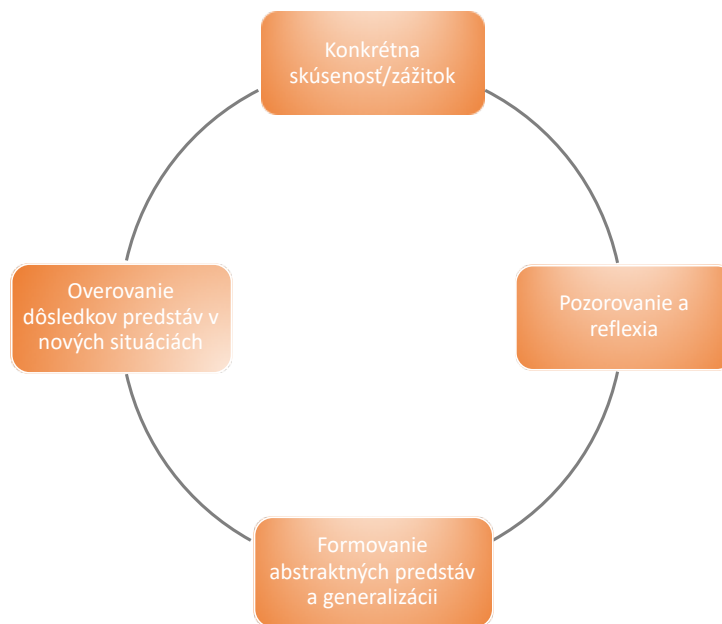 Konkrétna
skúsenosť/zážitok
Pozorovanie a
reflexia
Formovanie
abstraktných predstáv
a generalizácii
Overovanie
dôsledkov predstáv v
nových situáciách